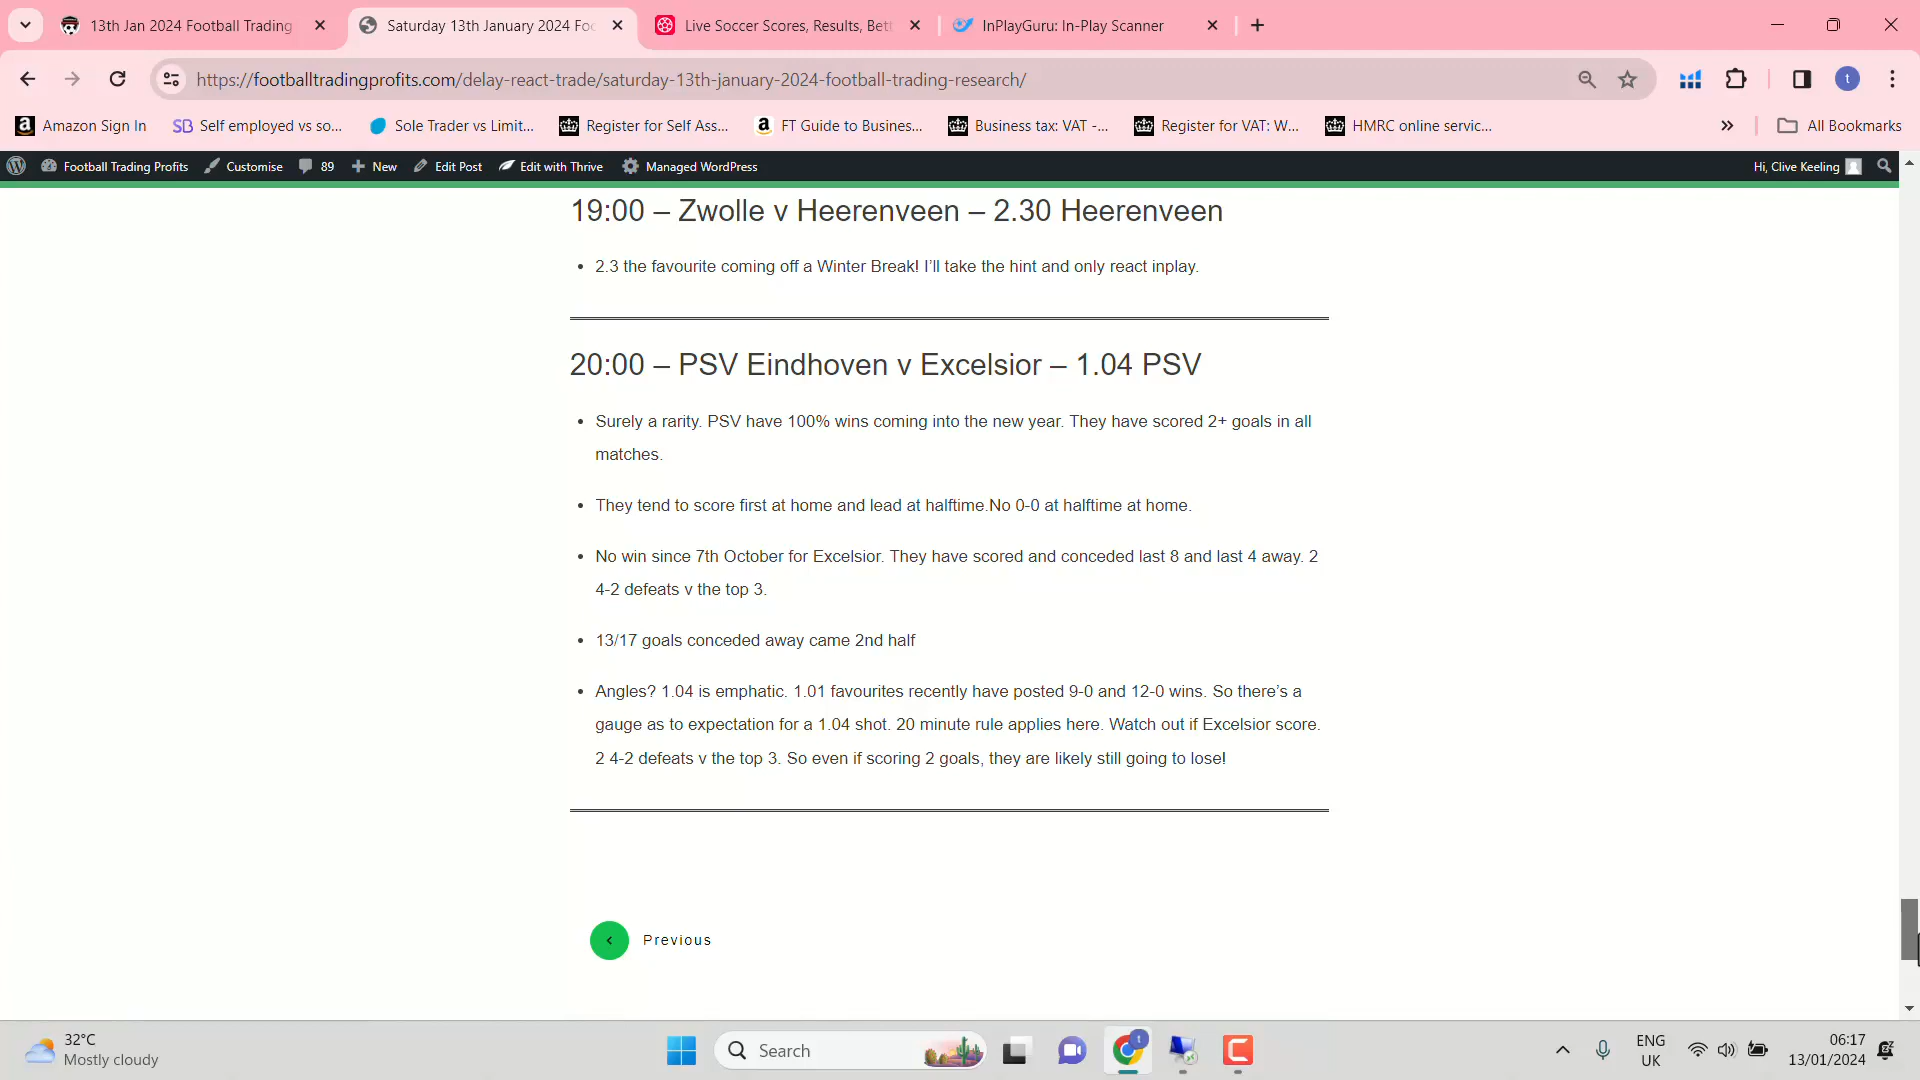 13th Jan 2024 Football Trading
Saturday 13th January 2024 Foo
Live Soccer Scores, Results, Bett
InPlayGuru: In-Play Scanner
https://footballtradingprofits.com/delay-react-trade/saturday-13th-january-2024-football-trading-research/
t
Amazon Sign In
SB Self employed vs so...
Sole Trader vs Limit...
Register for Self Ass...
FT Guide to Busines...
Business tax: VAT -...
Register for VAT: W...
HMRC online servic...
All Bookmarks
Football Trading Profits
Customise
89
New
Edit Post
Edit with Thrive
Managed WordPress
Hi, Clive Keeling
19:00 – Zwolle v Heerenveen – 2.30 Heerenveen
• 2.3 the favourite coming off a Winter Break! I’ll take the hint and only react inplay.
20:00 – PSV Eindhoven v Excelsior – 1.04 PSV
• Surely a rarity. PSV have 100% wins coming into the new year. They have scored 2+ goals in all
matches.
• They tend to score first at home and lead at halftime.No 0-0 at halftime at home.
• No win since 7th October for Excelsior. They have scored and conceded last 8 and last 4 away. 2
4-2 defeats v the top 3.
• 13/17 goals conceded away came 2nd half
• Angles? 1.04 is emphatic. 1.01 favourites recently have posted 9-0 and 12-0 wins. So there’s a
gauge as to expectation for a 1.04 shot. 20 minute rule applies here. Watch out if Excelsior score.
2 4-2 defeats v the top 3. So even if scoring 2 goals, they are likely still going to lose!
Previous
32°C
Mostly cloudy
Search
t
ENG
UK
06:17
13/01/2024